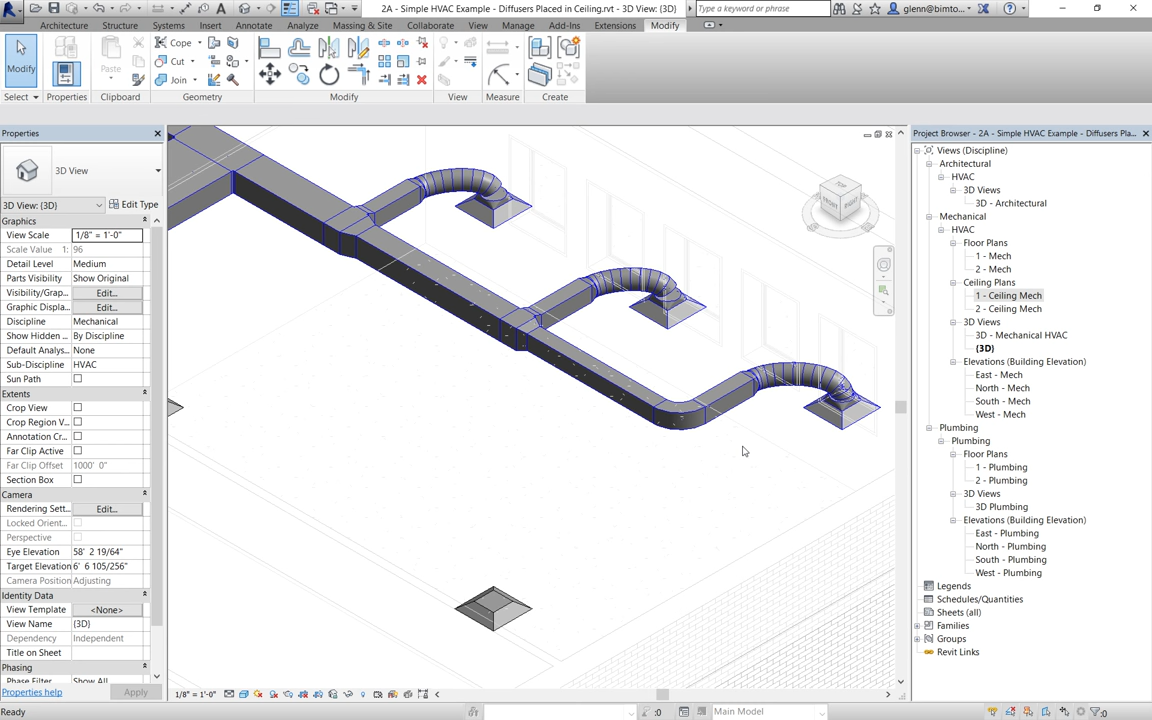 2A - Simple HVAC Example - Diffusers Placed in Ceiling.rvt - 3D View: {3D}
Type a keyword or phrase
glenn@bimto...
Architecture Structure Systems Insert Annotate Analyze Massing & Site Collaborate View Manage Add-Ins Extensions Modify
Modify
Paste
Cope
Cut
Join
Select Properties Clipboard Geometry Modify View Measure Create
Properties
3D View
3D View: {3D} Edit Type
Graphics
View Scale 1/8" = 1'-0"
Scale Value 1: 96
Detail Level Medium
Parts Visibility Show Original
Visibility/Grap... Edit...
Graphic Displa... Edit...
Discipline Mechanical
Show Hidden ... By Discipline
Default Analys... None
Sub-Discipline HVAC
Sun Path
Extents
Crop View
Crop Region V...
Annotation Cr...
Far Clip Active
Far Clip Offset 1000' 0"
Section Box
Camera
Rendering Sett... Edit...
Locked Orient...
Perspective
Eye Elevation 58' 2 19/64"
Target Elevation 6' 6 105/256"
Camera Position Adjusting
Identity Data
View Template <None>
View Name {3D}
Dependency Independent
Title on Sheet
Phasing
Phase Filter Show All
Properties help Apply
TOP
FRONT
RIGHT
1/8" = 1'-0"
Project Browser - 2A - Simple HVAC Example - Diffusers Pla...
Views (Discipline)
Architectural
HVAC
3D Views
3D - Architectural
Mechanical
HVAC
Floor Plans
1 - Mech
2 - Mech
Ceiling Plans
1 - Ceiling Mech
2 - Ceiling Mech
3D Views
3D - Mechanical HVAC
{3D}
Elevations (Building Elevation)
East - Mech
North - Mech
South - Mech
West - Mech
Plumbing
Plumbing
Floor Plans
1 - Plumbing
2 - Plumbing
3D Views
3D Plumbing
Elevations (Building Elevation)
East - Plumbing
North - Plumbing
South - Plumbing
West - Plumbing
Legends
Schedules/Quantities
Sheets (all)
Families
Groups
Revit Links
Ready
:0
Main Model
:0